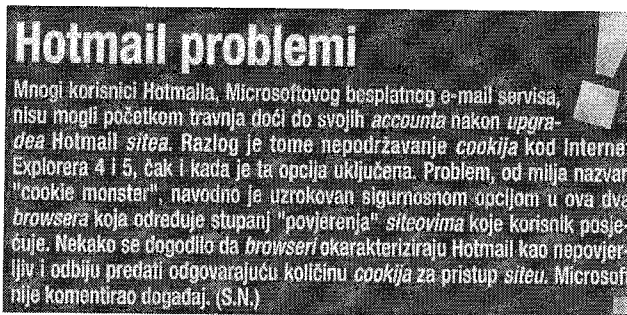 Hotmail problemi
Mnogi korisnici Hotmaila, Microsoftovog besplatnog e-mail servisa,
nisu mogli početkom travnja doći do svojih accounta nakon upgra-
dea Hotmail sitea. Razlog je tome nepodržavanje cookija kod Interne
Explorera 4 i 5, čak i kada je ta opcija uključena. Problem, od milja nazvan
"cookie monster", navodno je uzrokovan sigurnosnom opcijom u ova dva
browsera koja određuje stupanj "povjerenja" siteovima koje korisnik posje-
ćuje. Nekako se dogodilo da browseri okarakteriziraju Hotmail kao nepovjer-
ljiv i odbiju predati odgovarajuću količinu cookija za pristup siteu. Microsoft
nije komentirao događaj. (S.N.)